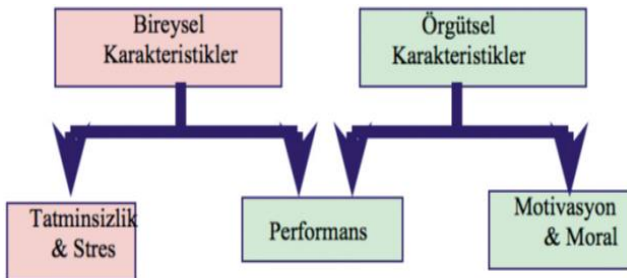 Bireysel
Karakteristikler
Örgütsel
Karakteristikler
Tatminsizlik
& Stres
Performans
Motivasyon
& Moral